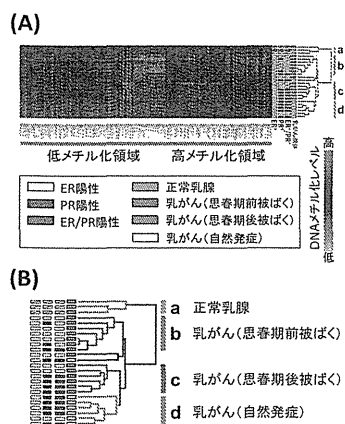 (A)
a
b
c
d
ER
PR
ER/PR
低メチル化領域
高メチル化領域
高
DNAメチル化レベル
低
ER陽性
PR陽性
ER/PR陽性
正常乳腺
乳がん(思春期前被ばく)
乳がん(思春期後被ばく)
乳がん(自然発症)
(B)
a 正常乳腺
b 乳がん(思春期前被ばく)
c 乳がん(思春期後被ばく)
d 乳がん(自然発症)